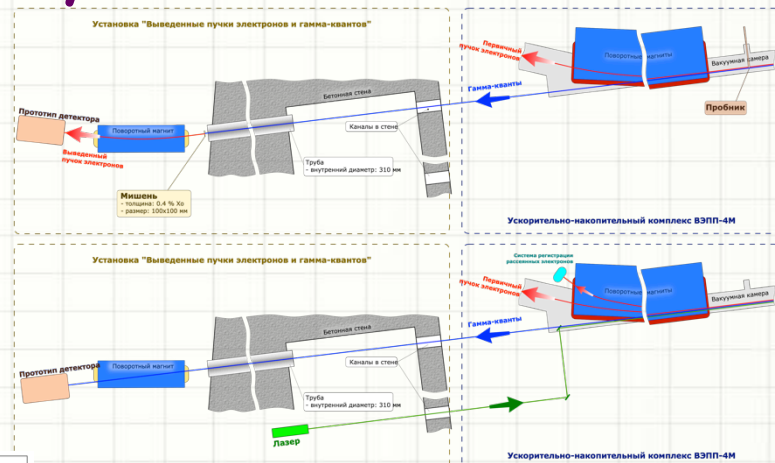 Установка "Выведенные пучки электронов и гамма-квантов"
Первичный
пучок электронов
Поворотные магниты
Вакуумная камера
Гамма-кванты
Пробник
Бетонная стена
Каналы в стене
Прототип детектора
Поворотный магнит
Выведенный
пучок электронов
Труба
- внутренний диаметр: 310 мм
Мишень
- толщина: 0.4 % Xo
- размер: 100x100 мм
Ускорительно-накопительный комплекс ВЭПП-4М
Установка "Выведенные пучки электронов и гамма-квантов"
Система регистрации
рассеянных электронов
Первичный
пучок электронов
Поворотные магниты
Вакуумная камера
Гамма-кванты
Бетонная стена
Каналы в стене
Прототип детектора
Поворотный магнит
Труба
- внутренний диаметр: 310 мм
Лазер
Ускорительно-накопительный комплекс ВЭПП-4М